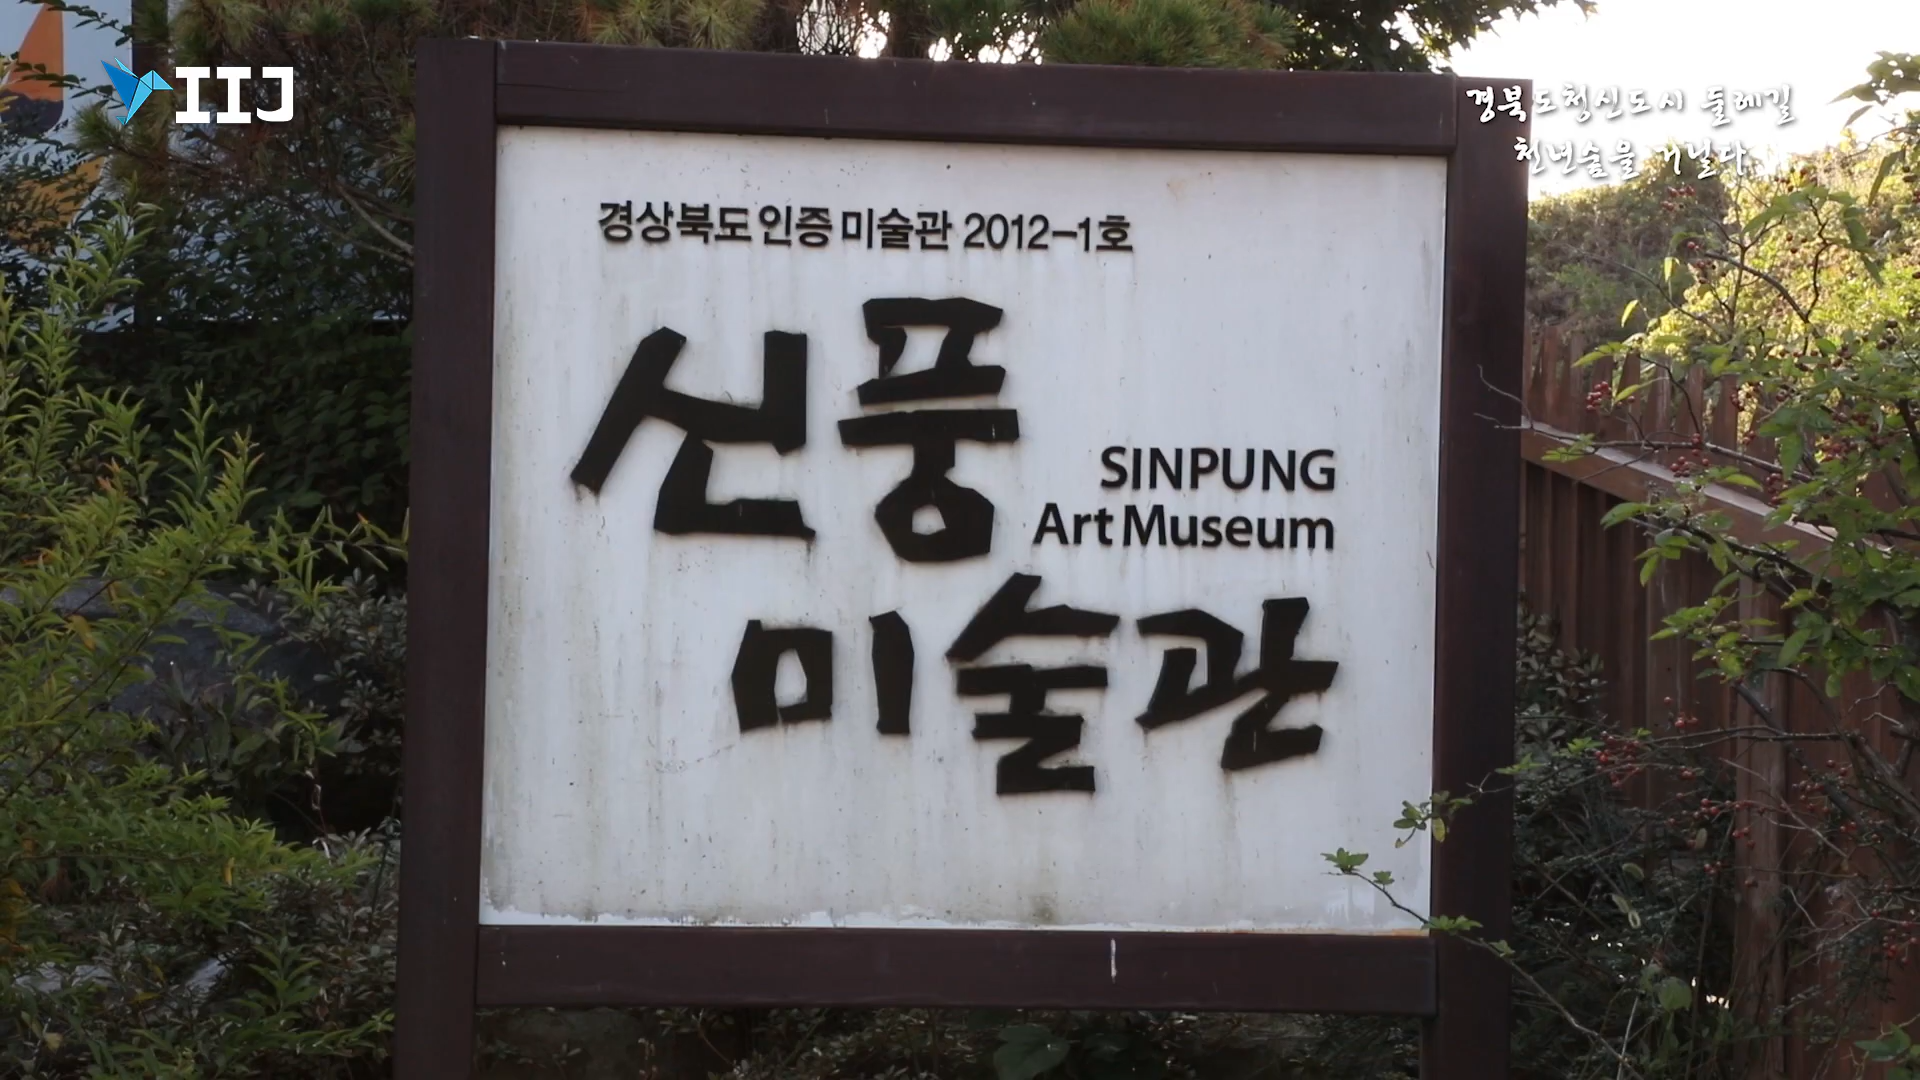 IIJ
경북도청신도시 둘레길
천년숲을 거닐다
경상북도인증미술관 2012-1호
신풍
SINPUNG
Art Museum
미술관